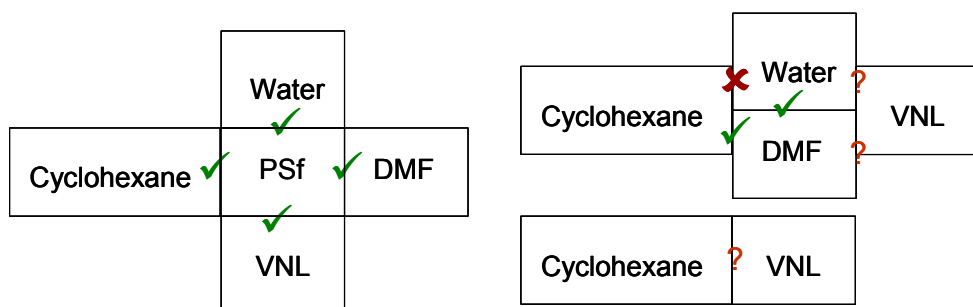 Water
Cyclohexane PSf DMF
VNL
Water ?
Cyclohexane VNL
DMF ?
Cyclohexane ? VNL